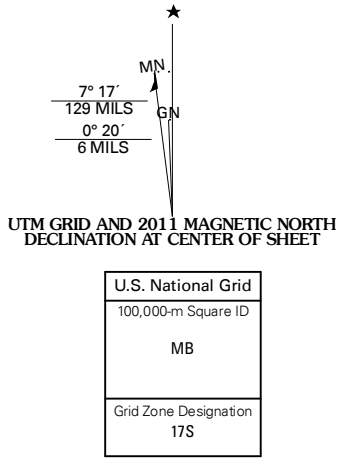 ★
MN
7° 17´
129 MILS
GN
0° 20´
6 MILS
UTM GRID AND 2011 MAGNETIC NORTH
DECLINATION AT CENTER OF SHEET
U.S. National Grid
100,000-m Square ID
MB
Grid Zone Designation
17S